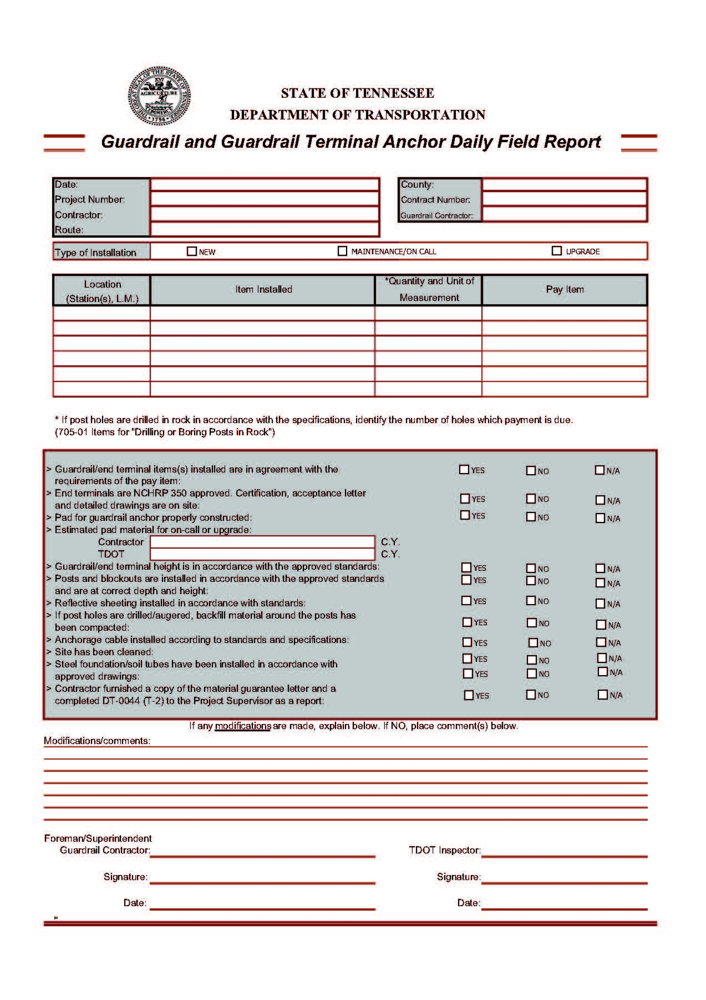 THE GREAT SEAL OF THE STATE OF TENNESSEE
XVI
AGRICULTURE
COMMERCE
• 1796 •
STATE OF TENNESSEE
DEPARTMENT OF TRANSPORTATION
Guardrail and Guardrail Terminal Anchor Daily Field Report
Date:
Project Number:
Contractor:
Route:
County:
Contract Number:
Guardrail Contractor:
Type of Installation NEW MAINTENANCE/ON CALL UPGRADE
Location
(Station(s), L.M.)
Item Installed
*Quantity and Unit of
Measurement
Pay Item
* If post holes are drilled in rock in accordance with the specifications, identify the number of holes which payment is due.
(705-01 Items for "Drilling or Boring Posts in Rock")
> Guardrail/end terminal items(s) installed are in agreement with the YES NO N/A
requirements of the pay item:
> End terminals are NCHRP 350 approved. Certification, acceptance letter
and detailed drawings are on site: YES NO N/A
> Pad for guardrail anchor properly constructed: YES NO N/A
> Estimated pad material for on-call or upgrade:
Contractor C.Y.
TDOT C.Y.
> Guardrail/end terminal height is in accordance with the approved standards: YES NO N/A
> Posts and blockouts are installed in accordance with the approved standards YES NO N/A
and are at correct depth and height:
> Reflective sheeting installed in accordance with standards: YES NO N/A
> If post holes are drilled/augered, backfill material around the posts has
been compacted: YES NO N/A
> Anchorage cable installed according to standards and specifications: YES NO N/A
> Site has been cleaned: YES NO N/A
> Steel foundation/soil tubes have been installed in accordance with
approved drawings: YES NO N/A
> Contractor furnished a copy of the material guarantee letter and a
completed DT-0044 (T-2) to the Project Supervisor as a report: YES NO N/A
If any modifications are made, explain below. If NO, place comment(s) below.
Modifications/comments:
Foreman/Superintendent
Guardrail Contractor: TDOT Inspector:
Signature: Signature:
Date: Date: